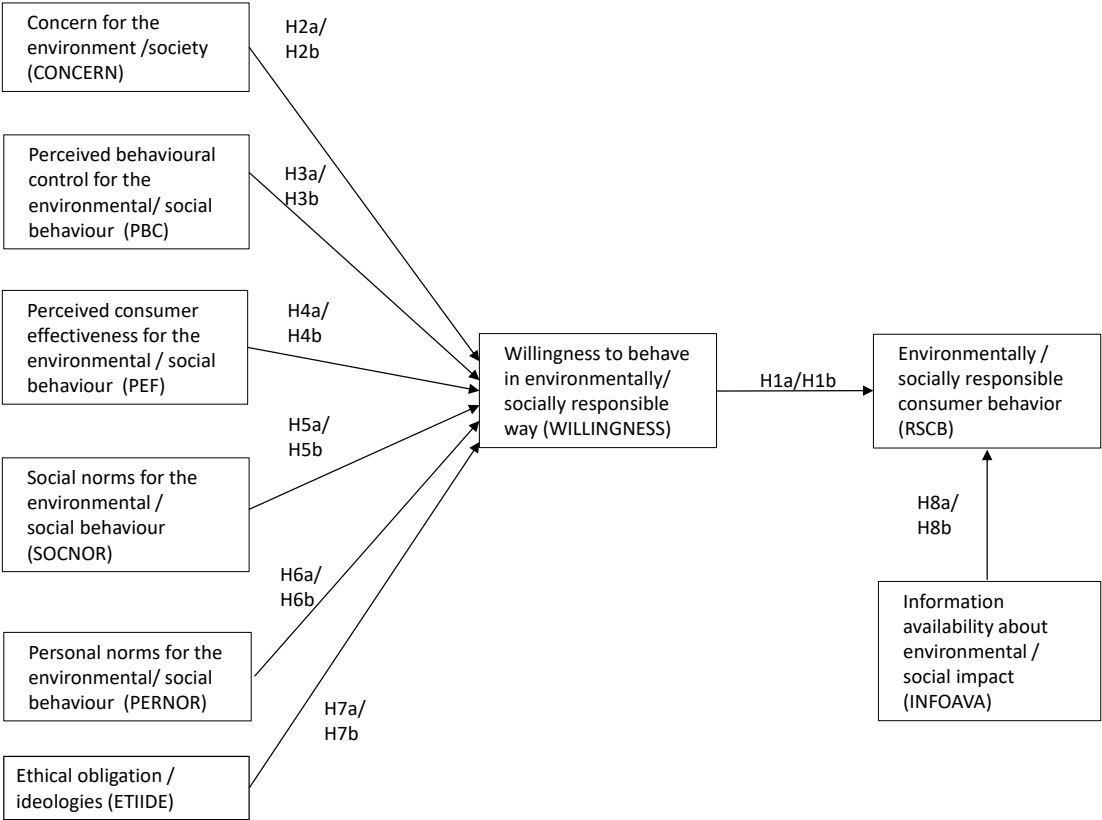 Concern for the
environment /society
(CONCERN)
H2a/
H2b
Perceived behavioural
control for the
environmental/ social
behaviour (PBC)
H3a/
H3b
Perceived consumer
effectiveness for the
environmental / social
behaviour (PEF)
H4a/
H4b
Social norms for the
environmental /
social behaviour
(SOCNOR)
H5a/
H5b
Personal norms for the
environmental/ social
behaviour (PERNOR)
H6a/
H6b
Ethical obligation /
ideologies (ETIIDE)
H7a/
H7b
Willingness to behave
in environmentally/
socially responsible
way (WILLINGNESS)
H1a/H1b
Environmentally /
socially responsible
consumer behavior
(RSCB)
H8a/
H8b
Information
availability about
environmental /
social impact
(INFOAVA)